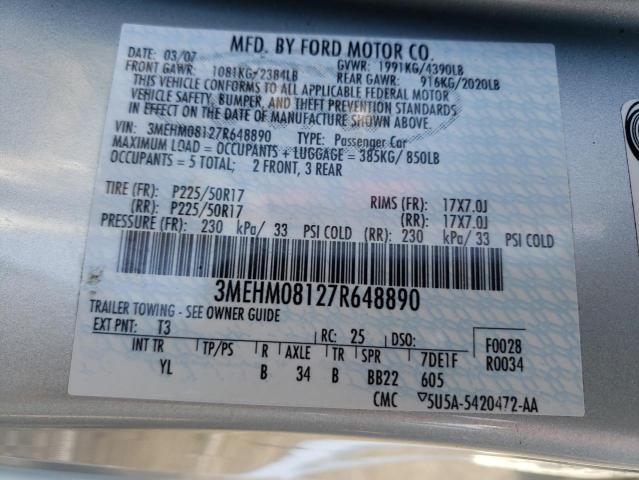 MFD. BY FORD MOTOR CO.
DATE: 03/07 GVWR: 1991KG/4390LB
FRONT GAWR: 1081KG/2384LB REAR GAWR: 916KG/2020LB
THIS VEHICLE CONFORMS TO ALL APPLICABLE FEDERAL MOTOR
VEHICLE SAFETY, BUMPER, AND THEFT PREVENTION STANDARDS
IN EFFECT ON THE DATE OF MANUFACTURE SHOWN ABOVE.
VIN: 3MEHM08127R648890 TYPE: Passenger Car
MAXIMUM LOAD = OCCUPANTS + LUGGAGE = 385KG/ 850LB
OCCUPANTS = 5 TOTAL; 2 FRONT, 3 REAR
TIRE (FR): P225/50R17 RIMS (FR): 17X7.0J
(RR): P225/50R17 (RR): 17X7.0J
PRESSURE (FR): 230 kPa/ 33 PSI COLD (RR): 230 kPa/ 33 PSI COLD
3MEHM08127R648890
TRAILER TOWING - SEE OWNER GUIDE
EXT PNT: T3 RC: 25 DSO: F0028
INT TR TP/PS R AXLE TR SPR 7DE1F R0034
YL B 34 B BB22 605
CMC ▽5U5A-5420472-AA